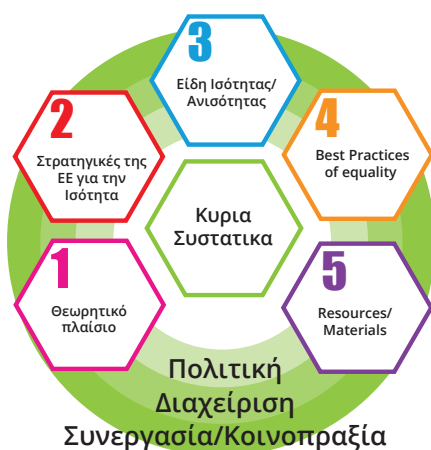 1
Θεωρητικό
πλαίσιο
2
Στρατηγικές της
ΕΕ για την
Ισότητα
3
Είδη Ισότητας/
Ανισότητας
4
Best Practices
of equality
5
Resources/
Materials
Κυρια
Συστατικα
Πολιτική
Διαχείριση
Συνεργασία/Κοινοπραξία